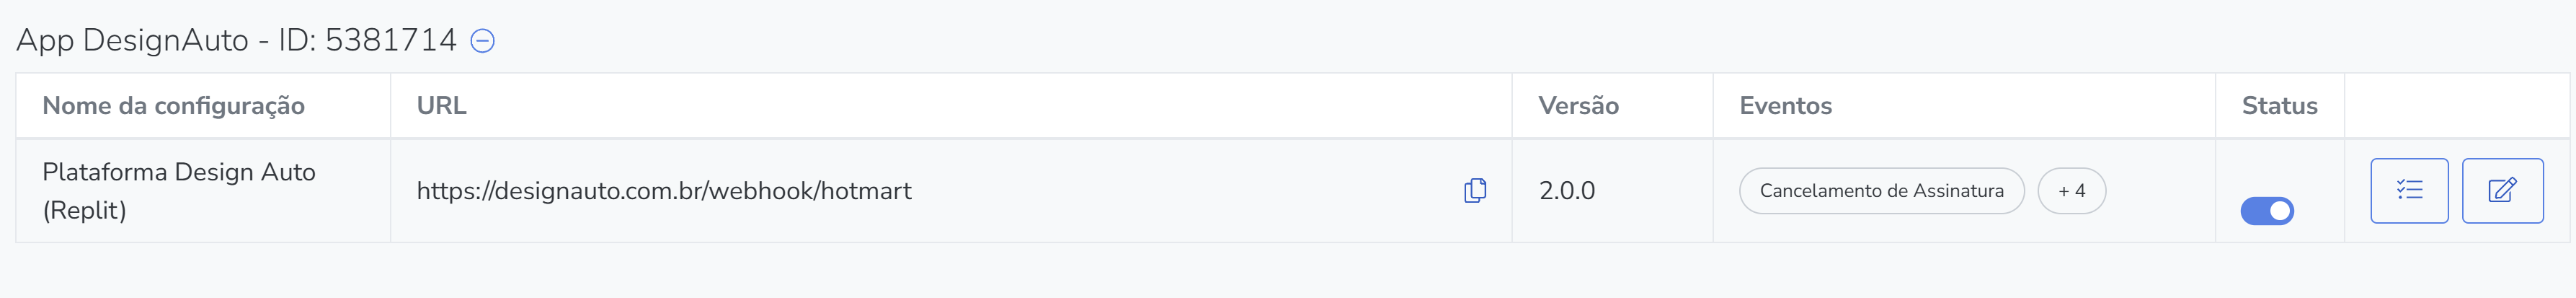 App DesignAuto - ID: 5381714
Nome da configuração URL Versão Eventos Status
Plataforma Design Auto
(Replit)
https://designauto.com.br/webhook/hotmart
2.0.0
Cancelamento de Assinatura
+ 4